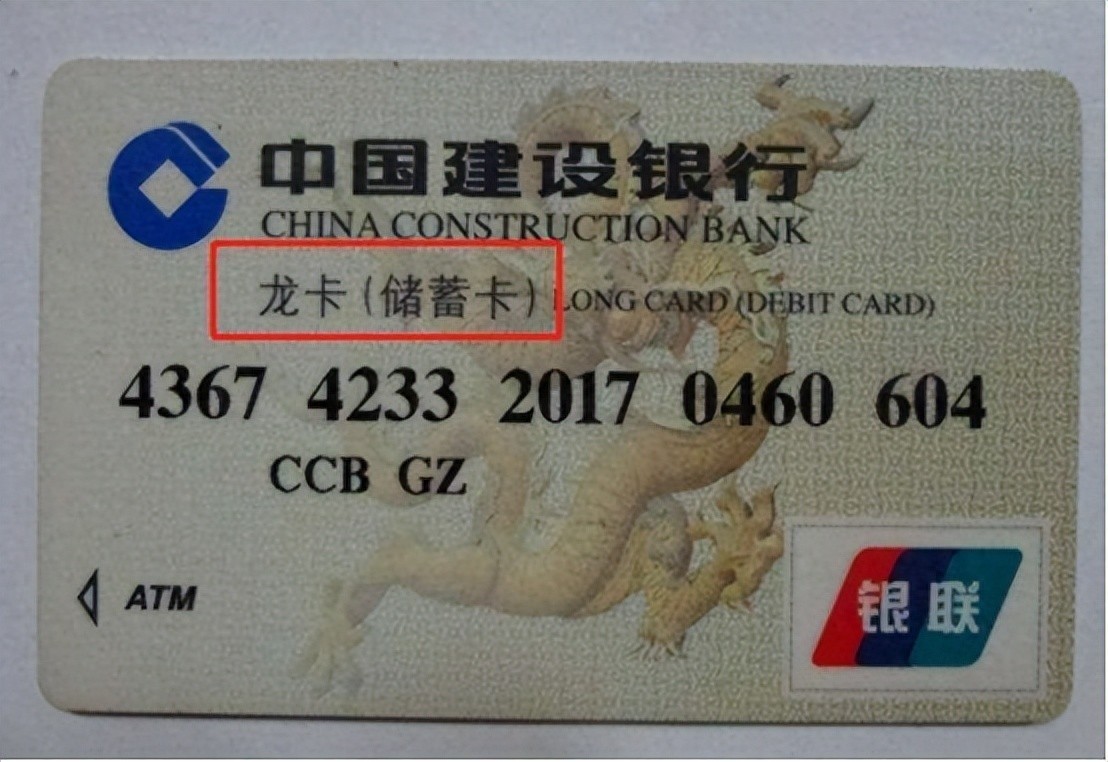 中国建设银行
CHINA CONSTRUCTION BANK
龙卡(储蓄卡) LONG CARD (DEBIT CARD)
4367 4233 2017 0460 604
CCB GZ
ATM
银联